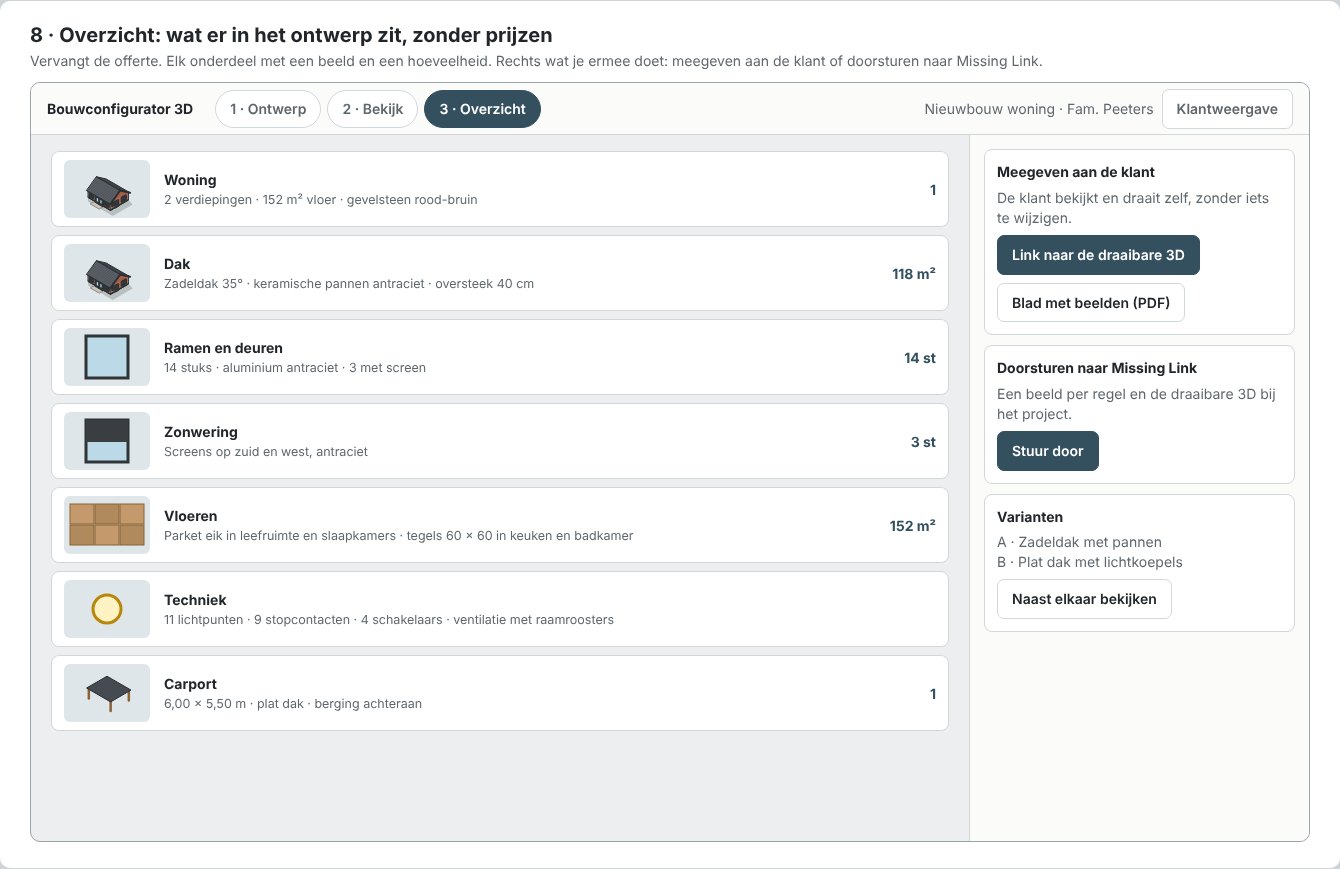 8 · Overzicht: wat er in het ontwerp zit, zonder prijzen
Vervangt de offerte. Elk onderdeel met een beeld en een hoeveelheid. Rechts wat je ermee doet: meegeven aan de klant of doorsturen naar Missing Link.
Bouwconfigurator 3D
1 · Ontwerp
2 · Bekijk
3 · Overzicht
Nieuwbouw woning · Fam. Peeters
Klantweergave
Woning
2 verdiepingen · 152 m² vloer · gevelsteen rood-bruin
1
Dak
Zadeldak 35° · keramische pannen antraciet · oversteek 40 cm
118 m²
Ramen en deuren
14 stuks · aluminium antraciet · 3 met screen
14 st
Zonwering
Screens op zuid en west, antraciet
3 st
Vloeren
Parket eik in leefruimte en slaapkamers · tegels 60 × 60 in keuken en badkamer
152 m²
Techniek
11 lichtpunten · 9 stopcontacten · 4 schakelaars · ventilatie met raamroosters
Carport
6,00 × 5,50 m · plat dak · berging achteraan
1
Meegeven aan de klant
De klant bekijkt en draait zelf, zonder iets
te wijzigen.
Link naar de draaibare 3D
Blad met beelden (PDF)
Doorsturen naar Missing Link
Een beeld per regel en de draaibare 3D bij
het project.
Stuur door
Varianten
A · Zadeldak met pannen
B · Plat dak met lichtkoepels
Naast elkaar bekijken